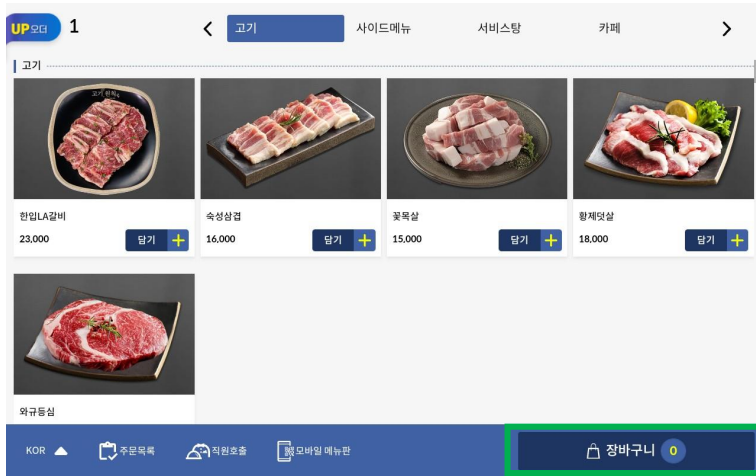 UP오더 1
고기 사이드메뉴 서비스탕 카페
고기
한입LA갈비 숙성삼겹 꽃목살 황제덧살
23,000 담기 + 16,000 담기 + 15,000 담기 + 18,000 담기 +
와규등심
KOR 주문목록 직원호출 모바일 메뉴판 장바구니 0